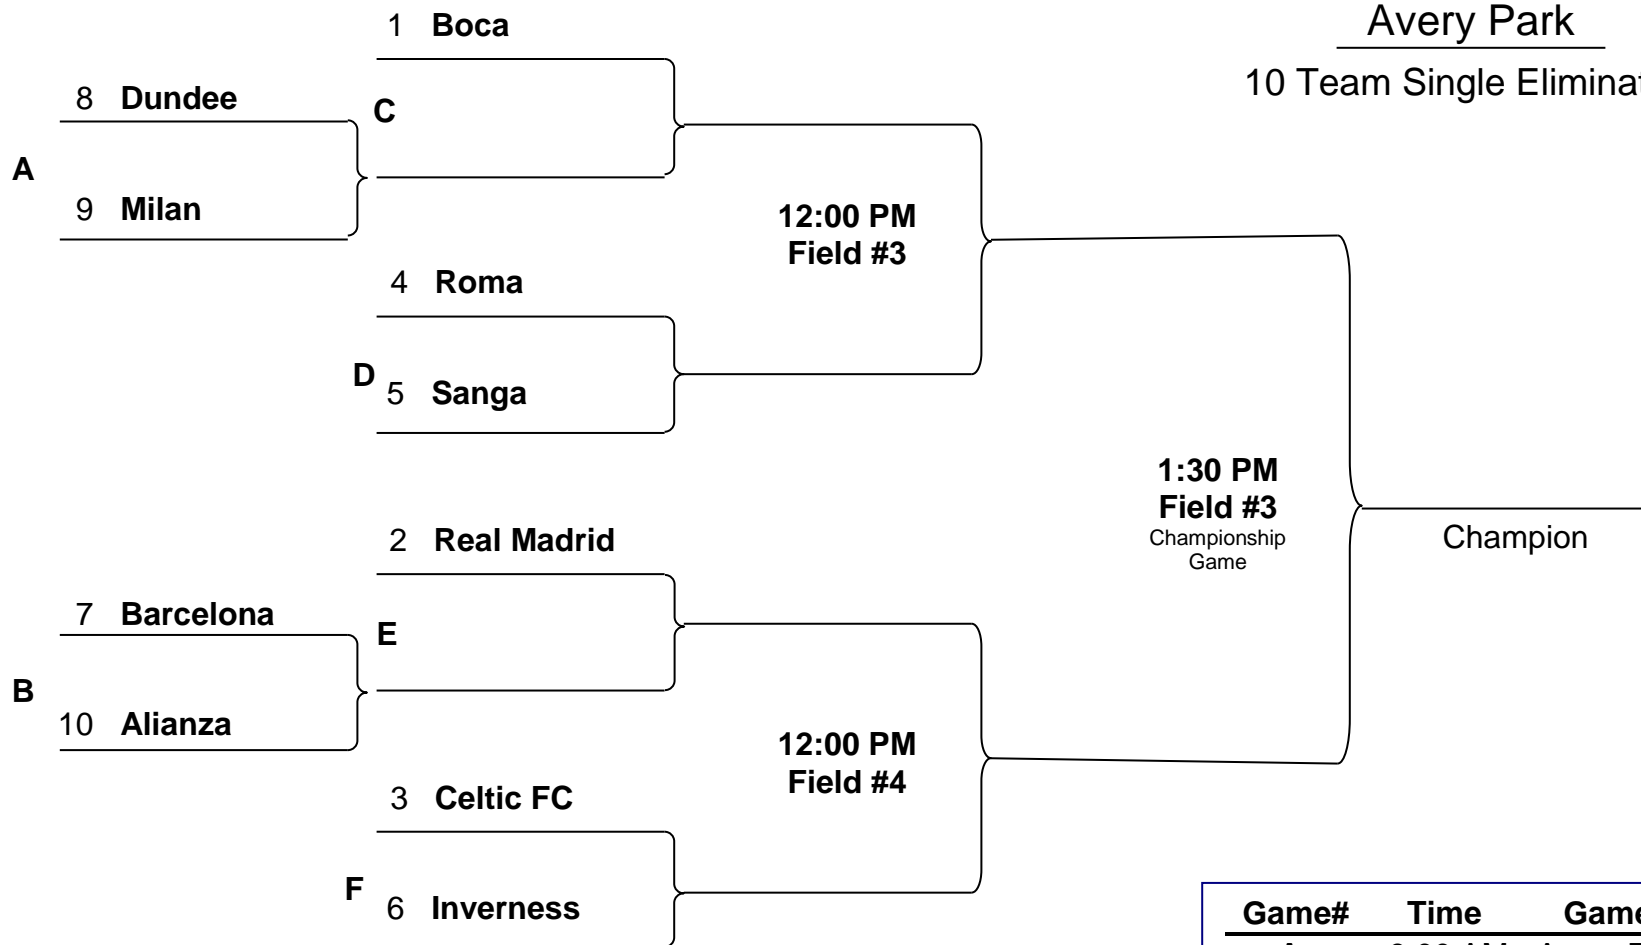 Avery Park
10 Team Single
1 Boca
8 Dundee
C
A
9 Milan
12:00 PM
Field #3
4 Roma
D
5 Sanga
1:30 PM
Field #3
Championship
Game
Champion
2 Real Madrid
7 Barcelona
E
B
10 Alianza
12:00 PM
Field #4
3 Celtic FC
F
6 Inverness
Game# Time Game